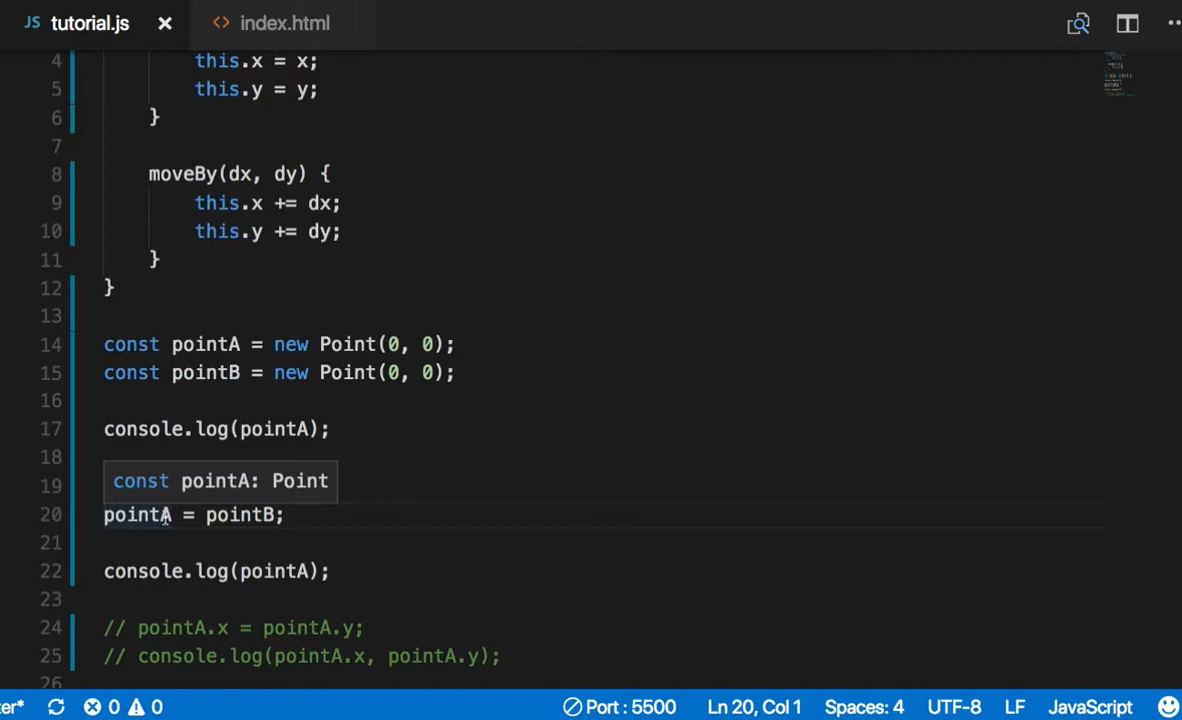 JS tutorial.js × <> index.html
4 this.x = x;
5 this.y = y;
6 }
7
8 moveBy(dx, dy) {
9 this.x += dx;
10 this.y += dy;
11 }
12 }
13
14 const pointA = new Point(0, 0);
15 const pointB = new Point(0, 0);
16
17 console.log(pointA);
18
19 const pointA: Point
20 pointA = pointB;
21
22 console.log(pointA);
23
24 // pointA.x = pointA.y;
25 // console.log(pointA.x, pointA.y);
26
ter* 0 0 Port : 5500 Ln 20, Col 1 Spaces: 4 UTF-8 LF JavaScript